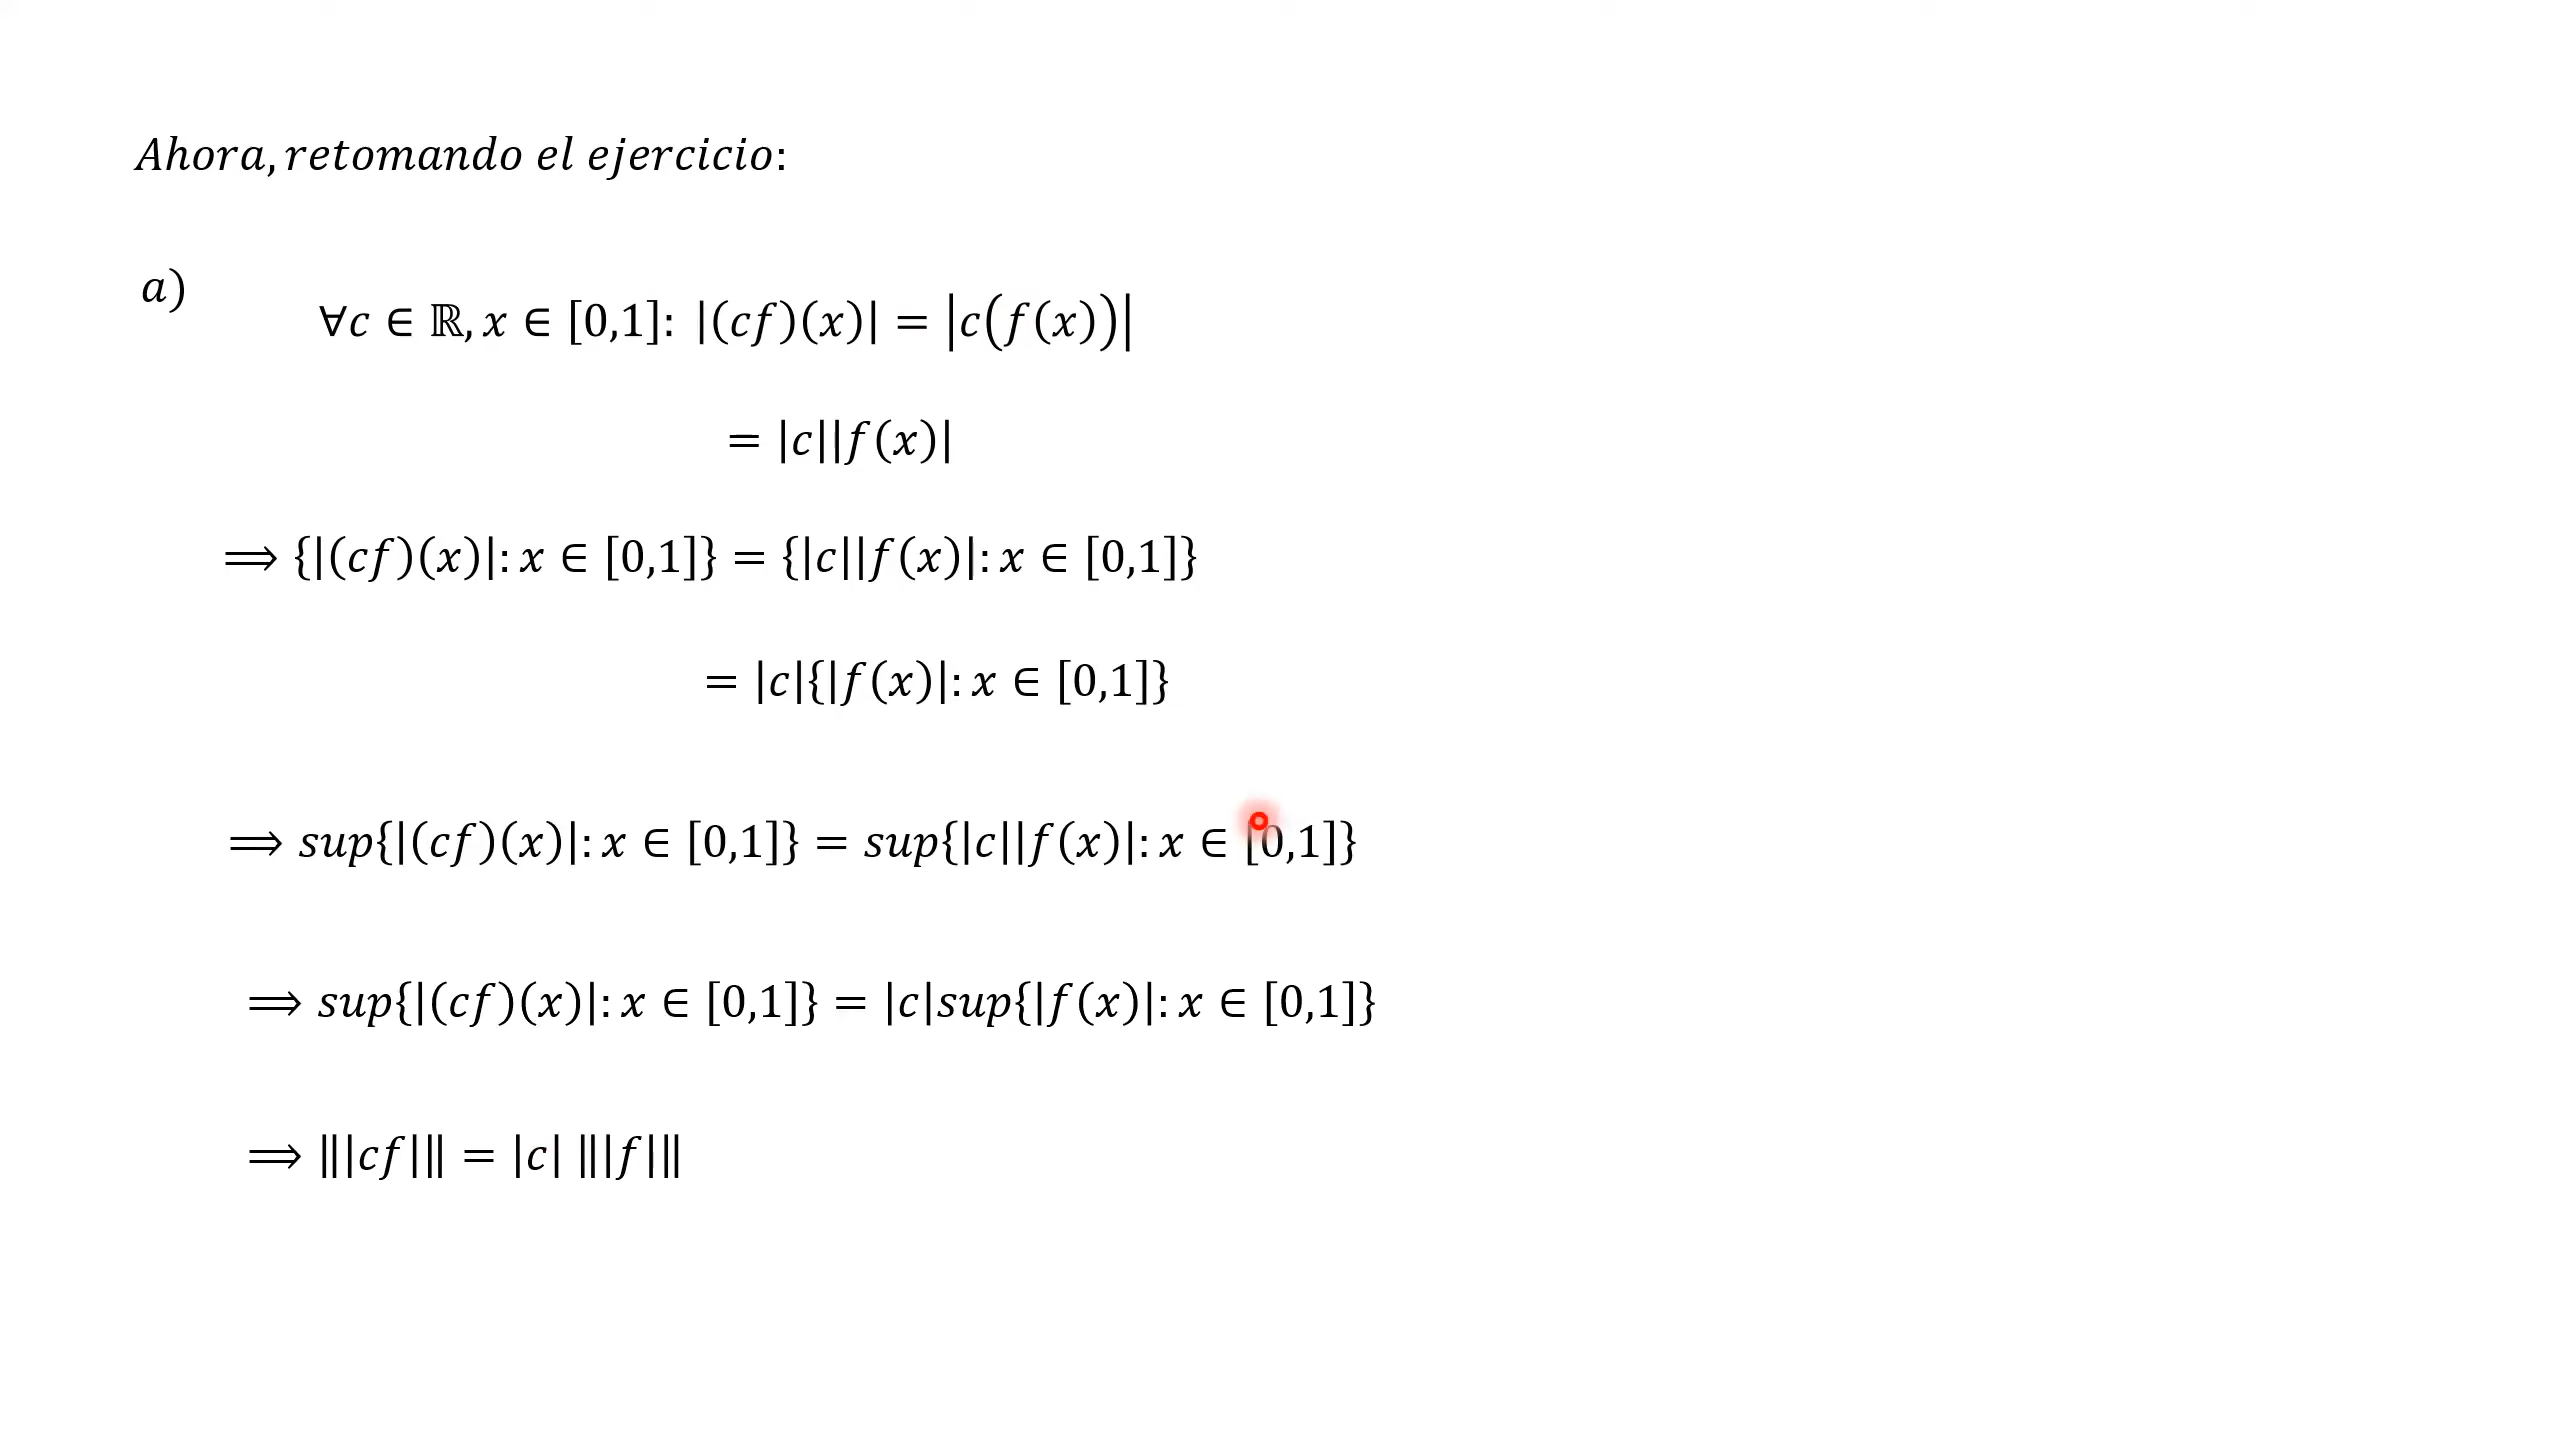 Ahora, retomando el ejercicio:
a)
∀c ∈ ℝ, x ∈ [0,1]: |(cf)(x)| = |c(f(x))|
= |c||f(x)|
⟹ {|(cf)(x)|: x ∈ [0,1]} = {|c||f(x)|: x ∈ [0,1]}
= |c|{|f(x)|: x ∈ [0,1]}
⟹ sup{|(cf)(x)|: x ∈ [0,1]} = sup{|c||f(x)|: x ∈ [0,1]}
⟹ sup{|(cf)(x)|: x ∈ [0,1]} = |c|sup{|f(x)|: x ∈ [0,1]}
⟹ ‖|cf|‖ = |c| ‖|f|‖